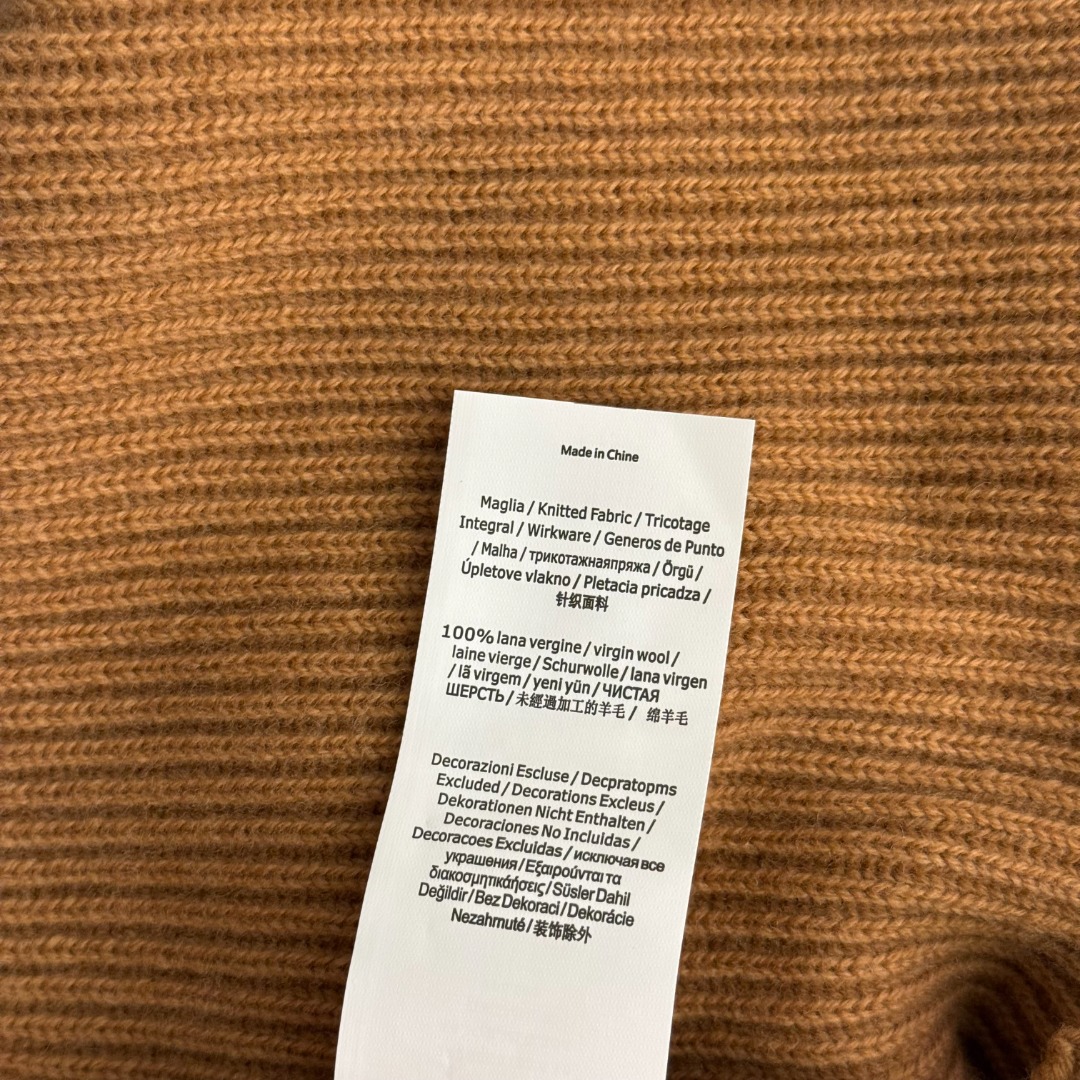 Made in Chine
Maglia / Knitted Fabric / Tricotage
Integral / Wirkware / Generos de Punto
/ Malha / трикотажнаяпряжа / Örgü /
Úpletove vlakno / Pletacia pricadza /
针织面料
100% lana vergine / virgin wool /
laine vierge / Schurwolle / lana virgen
/ lã virgem / yeni yün / ЧИСТАЯ
ШЕРСТЬ / 未經過加工的羊毛 / 绵羊毛
Decorazioni Escluse / Decpratopms
Excluded / Decorations Excleus /
Dekorationen Nicht Enthalten /
Decoraciones No Incluidas /
Decoracoes Excluidas / исключая все
украшения / Εξαιρούνται τα
διακοσμητικάήσεις / Süsler Dahil
Değildir / Bez Dekoraci / Dekorácie
Nezahrnuté / 装饰除外